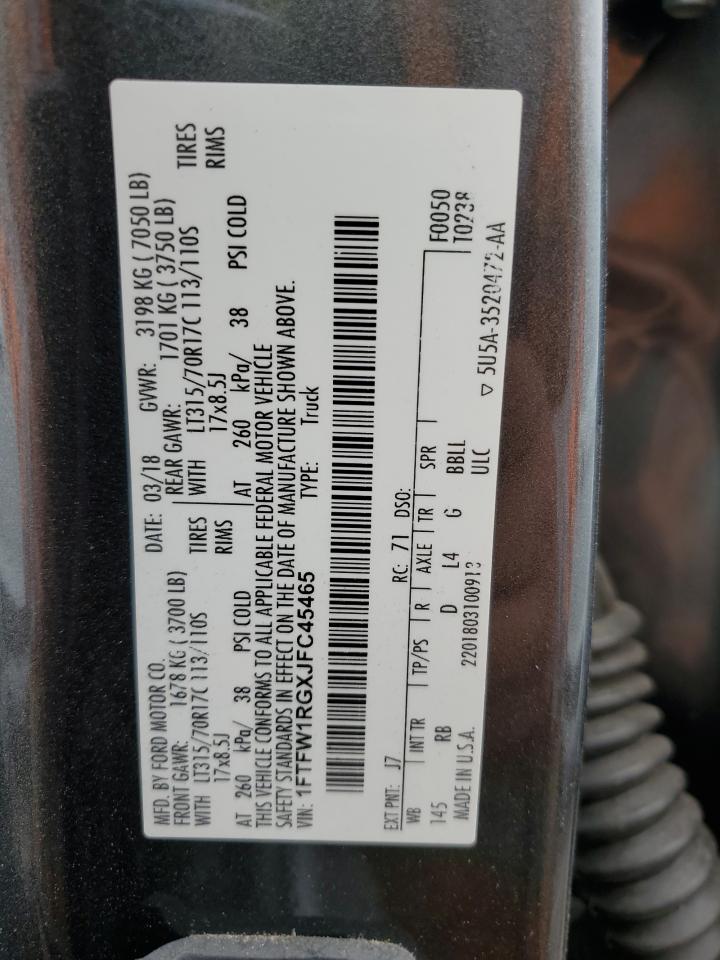 MFD. BY FORD MOTOR CO.
DATE: 03/18 GVWR: 3198 KG ( 7050 LB)
FRONT GAWR: 1678 KG ( 3700 LB)
REAR GAWR: 1701 KG ( 3750 LB)
WITH LT315/70R17C 113/110S TIRES
WITH LT315/70R17C 113/110S TIRES
17x8.5J RIMS
17x8.5J RIMS
AT 260 kPa/ 38 PSI COLD
AT 260 kPa/ 38 PSI COLD
THIS VEHICLE CONFORMS TO ALL APPLICABLE FEDERAL MOTOR VEHICLE
SAFETY STANDARDS IN EFFECT ON THE DATE OF MANUFACTURE SHOWN ABOVE.
VIN: 1FTFW1RGXJFC45465 TYPE: Truck
EXT PNT: J7 RC: 71 DSO:
F0050
WB INT TR TP/PS R AXLE TR SPR
T0238
145 RB D L4 G BBLL
ULC
MADE IN U.S.A. 2201803100913
▽ 5U5A-3520472-AA